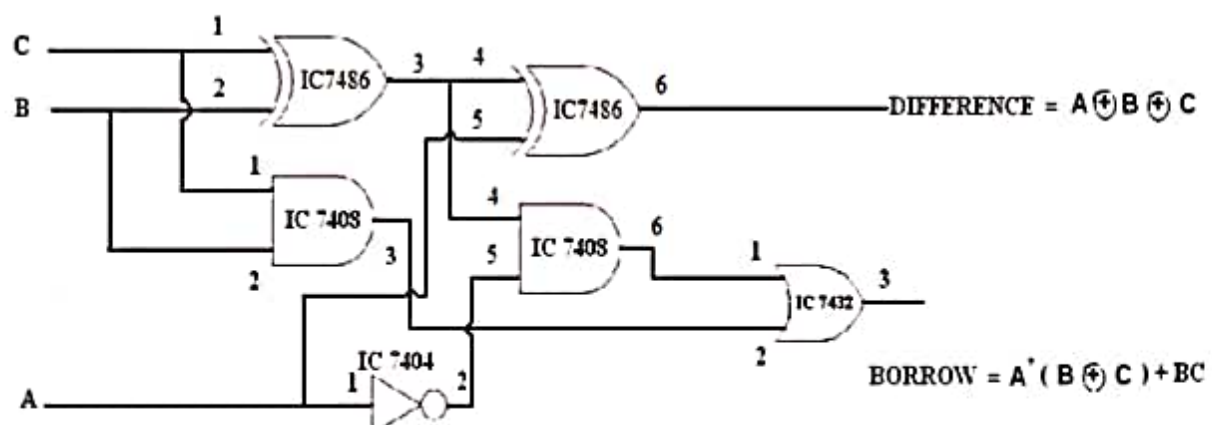 C 1 IC7486 3 4 IC7486 6 DIFFERENCE = A⊕B⊕C
B 2 5
1 IC 7408 3 2
4 IC 7408 6 5
1 IC 7432 3 2
IC 7404
A 1 2
BORROW = A'(B⊕C)+BC